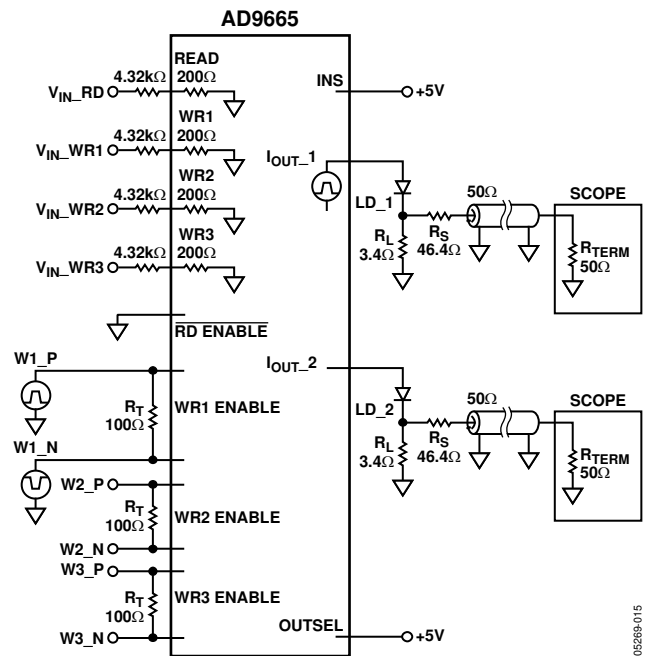 AD9665
READ
4.32kΩ 200Ω
V_IN_RD
WR1
4.32kΩ 200Ω
V_IN_WR1
WR2
4.32kΩ 200Ω
V_IN_WR2
WR3
4.32kΩ 200Ω
V_IN_WR3
RD ENABLE
W1_P
R_T
100Ω
WR1 ENABLE
W1_N
W2_P
R_T
100Ω
WR2 ENABLE
W2_N
W3_P
R_T
100Ω
WR3 ENABLE
W3_N
INS
+5V
I_OUT_1
LD_1
R_L
3.4Ω
R_S
46.4Ω
50Ω
SCOPE
R_TERM
50Ω
I_OUT_2
LD_2
R_L
3.4Ω
R_S
46.4Ω
50Ω
SCOPE
R_TERM
50Ω
OUTSEL
+5V
05269-015